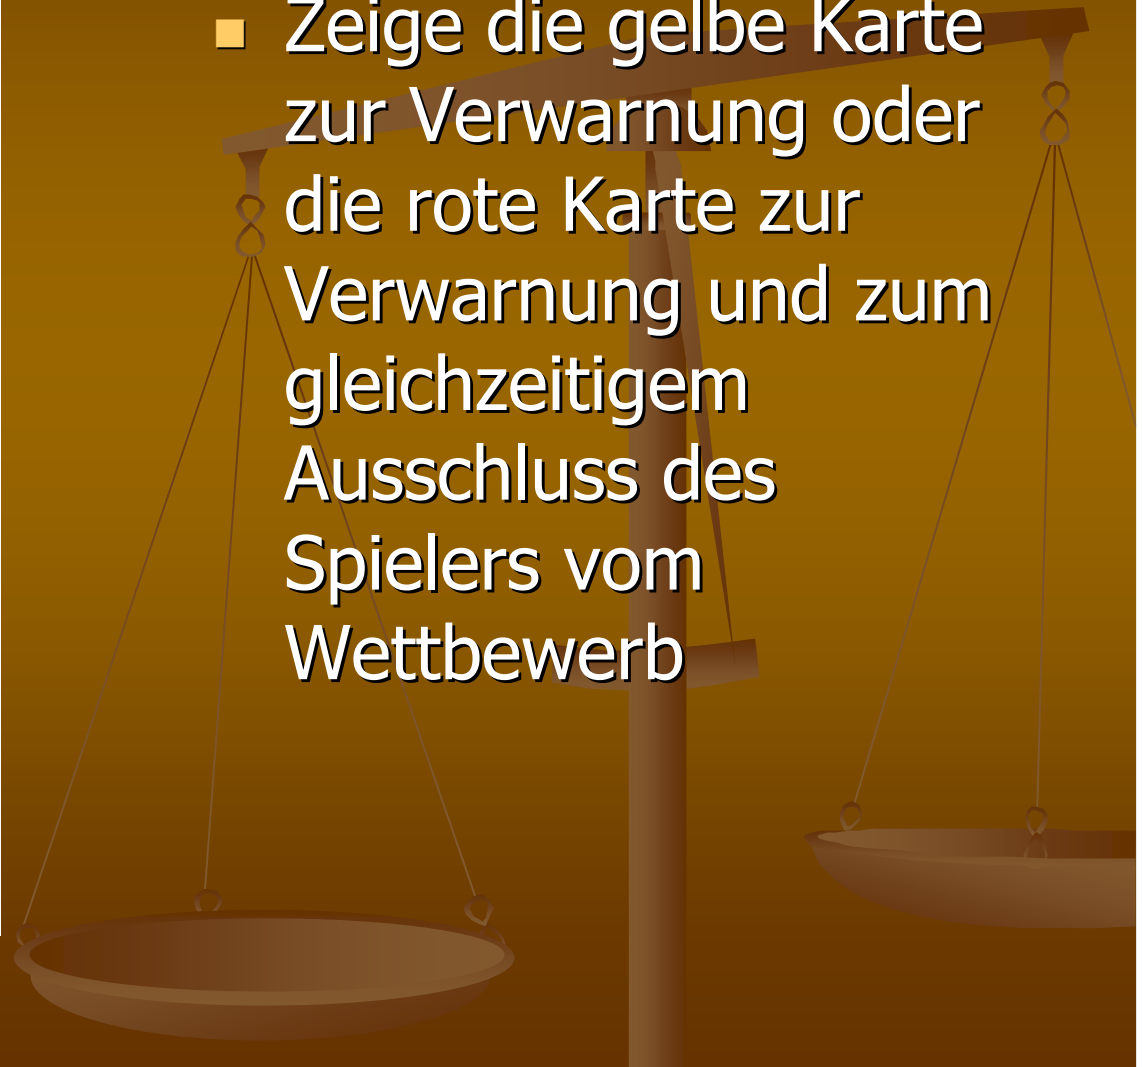 Zeige die gelbe Karte
zur Verwarnung oder
die rote Karte zur
Verwarnung und zum
gleichzeitigem
Ausschluss des
Spielers vom
Wettbewerb